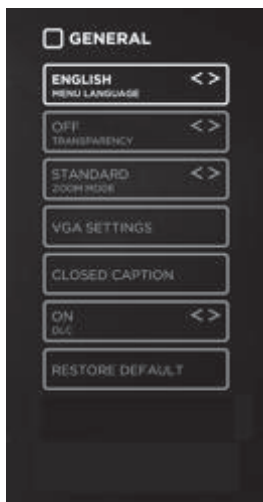 GENERAL
ENGLISH
MENU LANGUAGE
OFF
TRANSPARENCY
STANDARD
ZOOM MODE
VGA SETTINGS
CLOSED CAPTION
ON
DLC
RESTORE DEFAULT